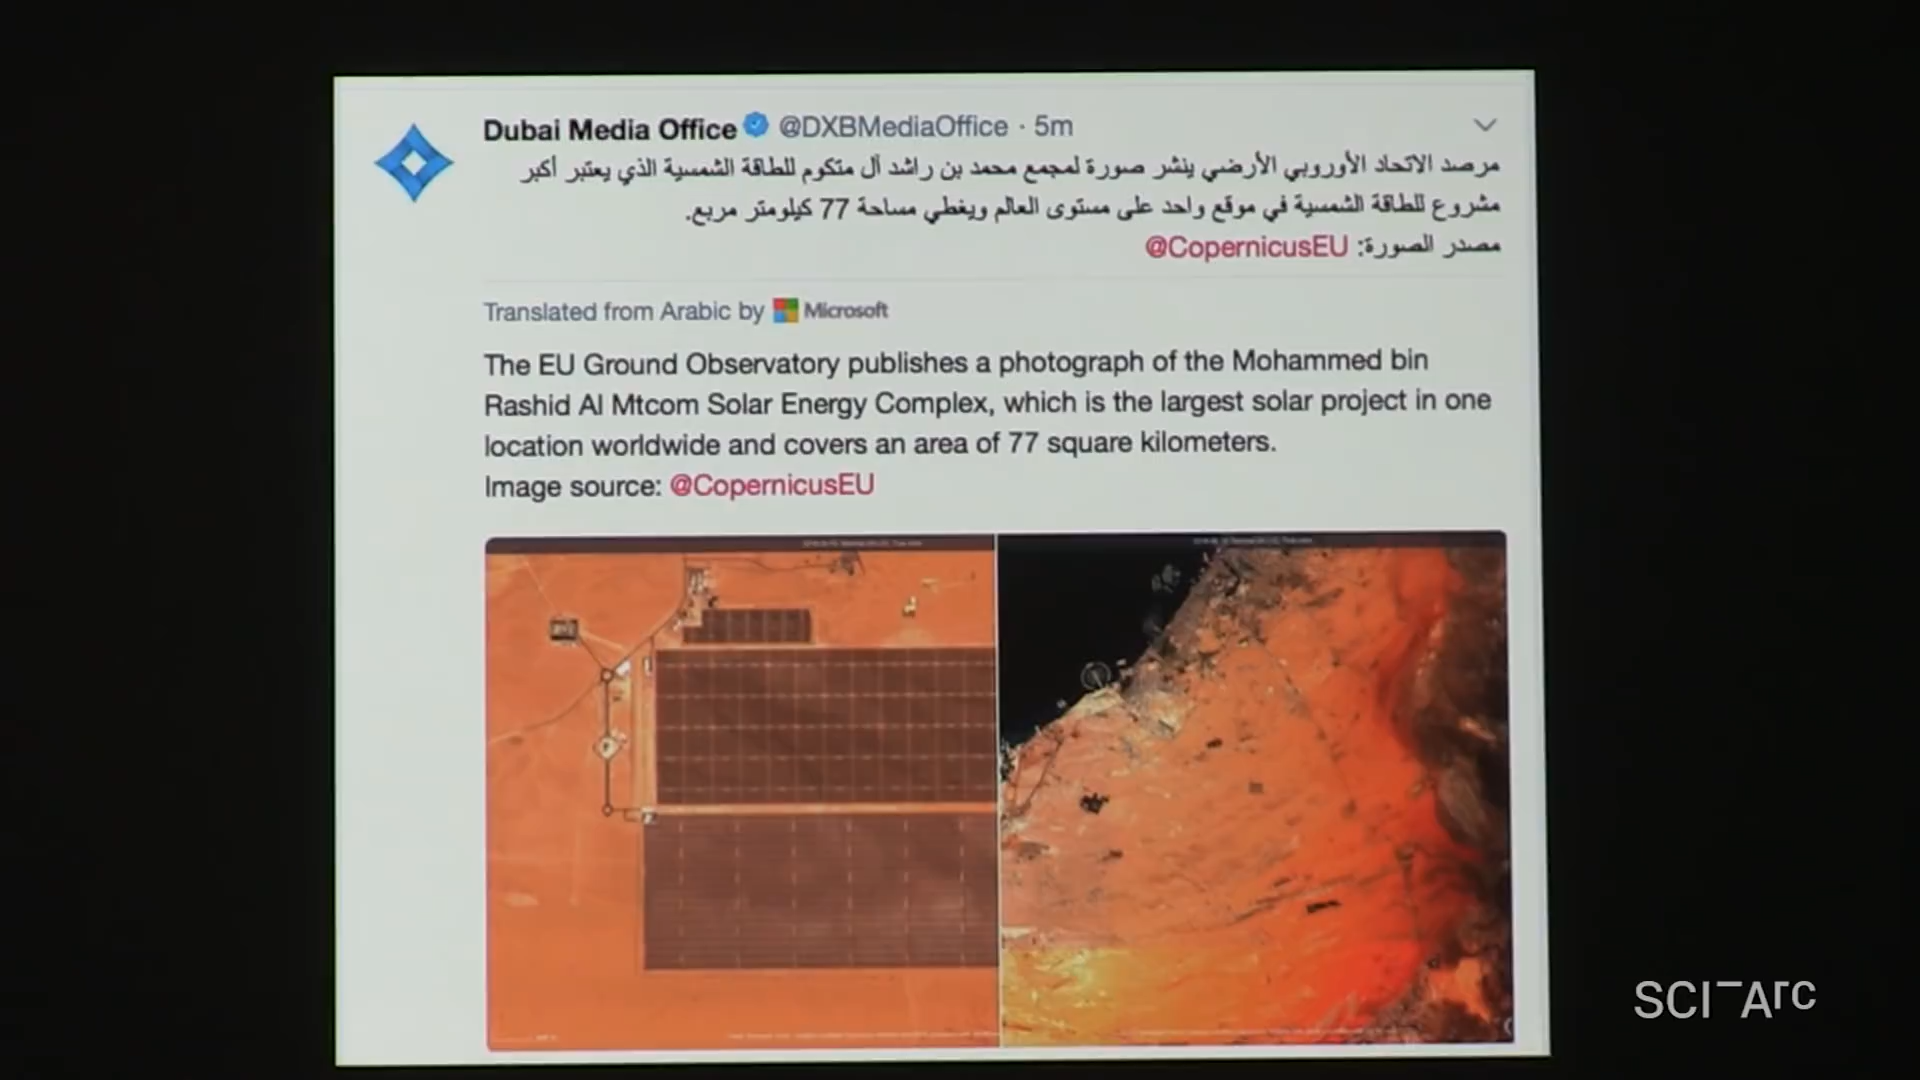 Dubai Media Office @DXBMediaOffice · 5m
مرصد الاتحاد الأوروبي الأرضي ينشر صورة لمجمع محمد بن راشد آل متكوم للطاقة الشمسية الذي يعتبر أكبر
مشروع للطاقة الشمسية في موقع واحد على مستوى العالم ويغطي مساحة 77 كيلومتر مربع.
مصدر الصورة: @CopernicusEU
Translated from Arabic by Microsoft
The EU Ground Observatory publishes a photograph of the Mohammed bin
Rashid Al Mtcom Solar Energy Complex, which is the largest solar project in one
location worldwide and covers an area of 77 square kilometers.
Image source: @CopernicusEU
SCI-Arc